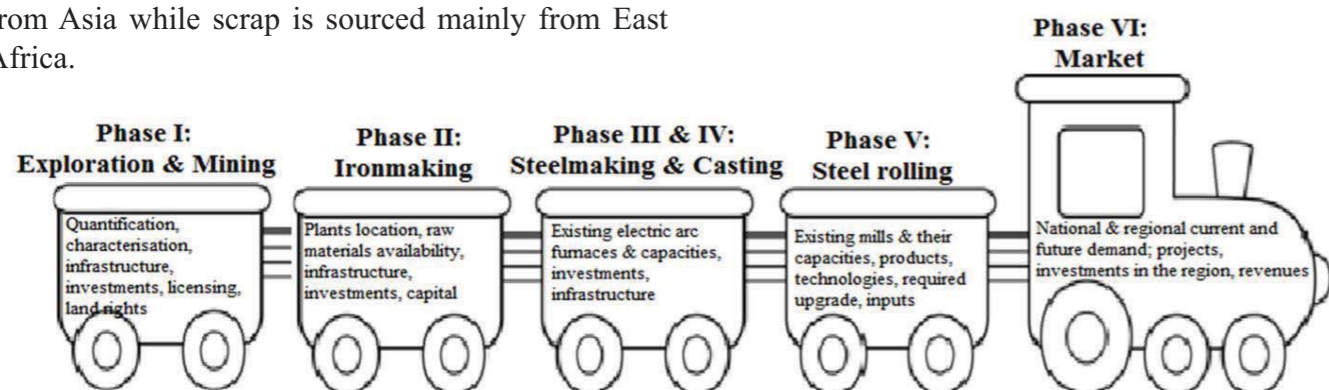 rom Asia while scrap is sourced mainly from East
Africa.
Phase I:
Exploration & Mining
Quantification,
characterisation,
infrastructure,
investments, licensing,
land rights
Phase II:
Ironmaking
Plants location, raw
materials availability,
infrastructure,
investments, capital
Phase III & IV:
Steelmaking & Casting
Existing electric arc
furnaces & capacities,
investments,
infrastructure
Phase V:
Steel rolling
Existing mills & their
capacities, products,
technologies, required
upgrade, inputs
Phase VI:
Market
National & regional current and
future demand; projects,
investments in the region, revenues